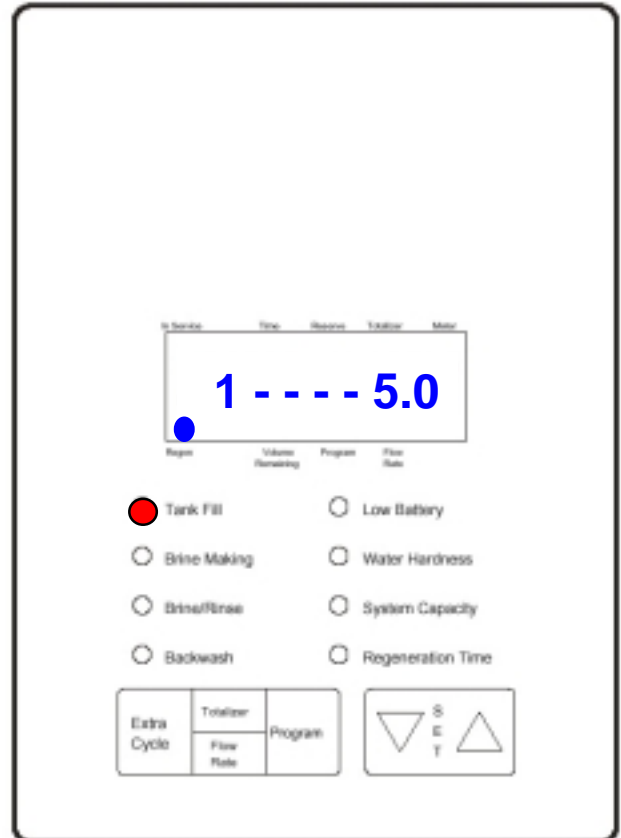 In Service Time Reserve Totalizer Meter
1 - - - - 5.0
Regen Volume Remaining Program Flow Rate
Tank Fill Low Battery
Brine Making Water Hardness
Brine/Rinse System Capacity
Backwash Regeneration Time
Extra Cycle
Totalizer
Flow Rate
Program
SET